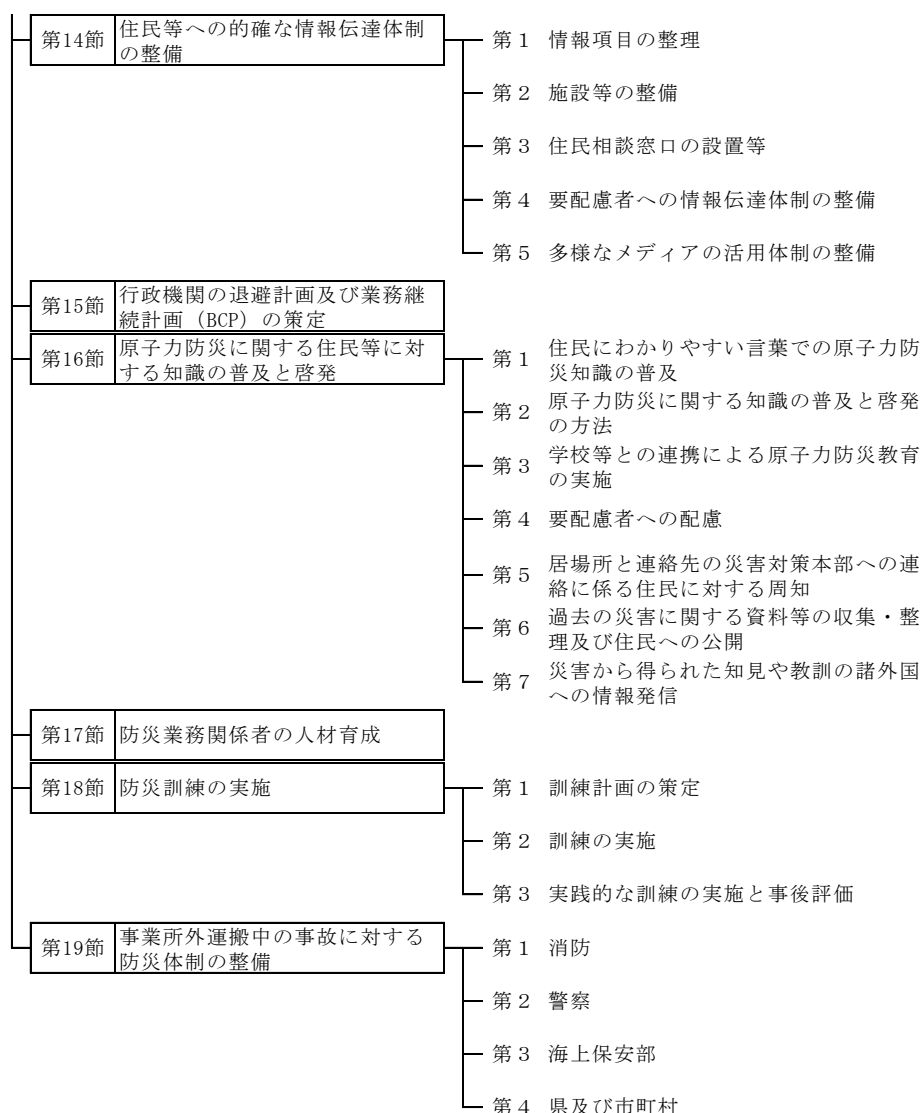 第14節 住民等への的確な情報伝達体制
の整備
第１ 情報項目の整理
第２ 施設等の整備
第３ 住民相談窓口の設置等
第４ 要配慮者への情報伝達体制の整備
第５ 多様なメディアの活用体制の整備
第15節 行政機関の退避計画及び業務継
続計画（BCP）の策定
第16節 原子力防災に関する住民等に対
する知識の普及と啓発
第１ 住民にわかりやすい言葉での原子力防
災知識の普及
第２ 原子力防災に関する知識の普及と啓発
の方法
第３ 学校等との連携による原子力防災教育
の実施
第４ 要配慮者への配慮
第５ 居場所と連絡先の災害対策本部への連
絡に係る住民に対する周知
第６ 過去の災害に関する資料等の収集・整
理及び住民への公開
第７ 災害から得られた知見や教訓の諸外国
への情報発信
第17節 防災業務関係者の人材育成
第18節 防災訓練の実施
第１ 訓練計画の策定
第２ 訓練の実施
第３ 実践的な訓練の実施と事後評価
第19節 事業所外運搬中の事故に対する
防災体制の整備
第１ 消防
第２ 警察
第３ 海上保安部
第４ 県及び市町村